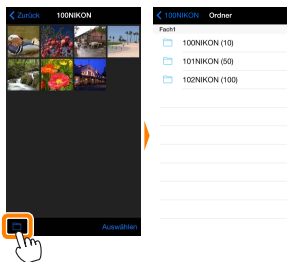 Zurück 100NIKON
Auswählen
100NIKON Ordner
Fach1
100NIKON (10)
101NIKON (50)
102NIKON (100)